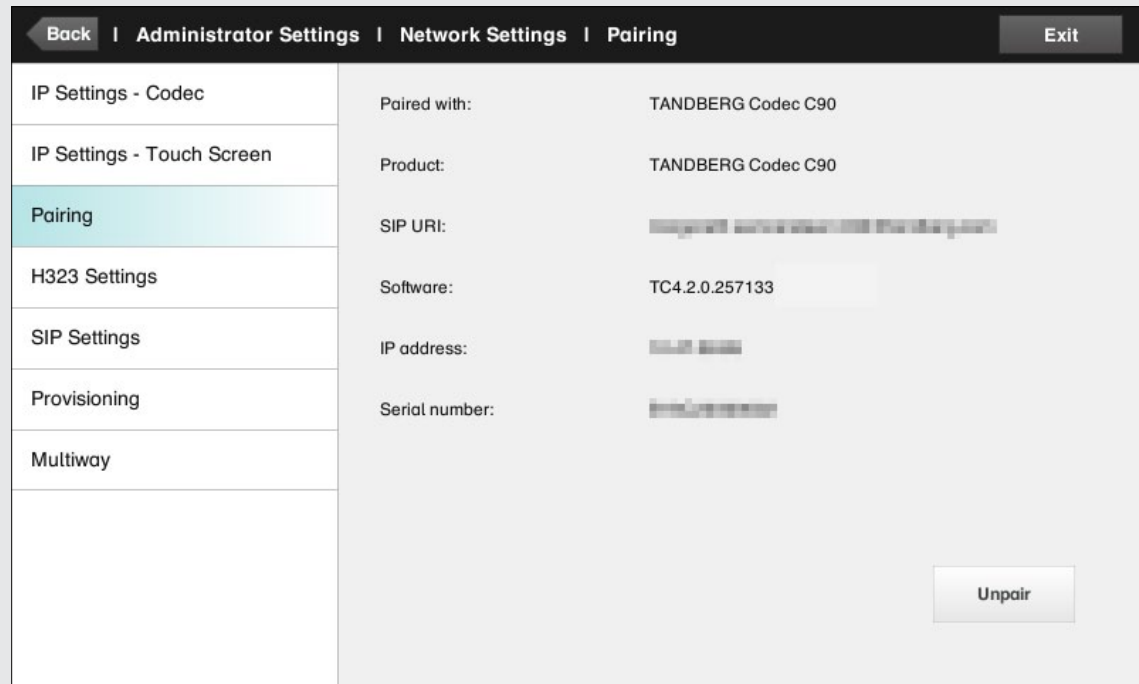 Back | Administrator Settings | Network Settings | Pairing Exit
IP Settings - Codec
IP Settings - Touch Screen
Pairing
H323 Settings
SIP Settings
Provisioning
Multiway
Paired with: TANDBERG Codec C90
Product: TANDBERG Codec C90
SIP URI:
Software: TC4.2.0.257133
IP address:
Serial number:
Unpair